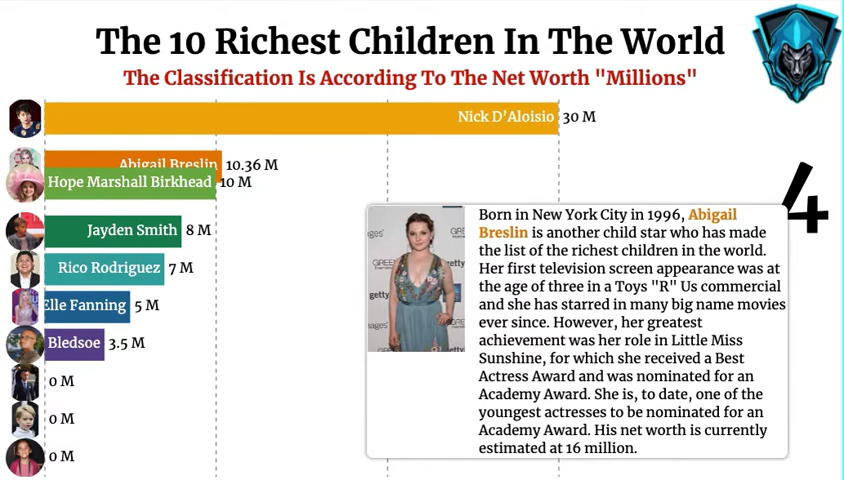 The 10 Richest Children In The World
The Classification Is According To The Net Worth "Millions"
Nick D'Aloisio 30 M
Abigail Breslin 10.36 M
Hope Marshall Birkhead 10 M
Jayden Smith 8 M
Rico Rodriguez 7 M
Elle Fanning 5 M
Bledsoe 3.5 M
0 M
0 M
0 M
4
Born in New York City in 1996, Abigail
Breslin is another child star who has made
the list of the richest children in the world.
Her first television screen appearance was at
the age of three in a Toys "R" Us commercial
and she has starred in many big name movies
ever since. However, her greatest
achievement was her role in Little Miss
Sunshine, for which she received a Best
Actress Award and was nominated for an
Academy Award. She is, to date, one of the
youngest actresses to be nominated for an
Academy Award. His net worth is currently
estimated at 16 million.